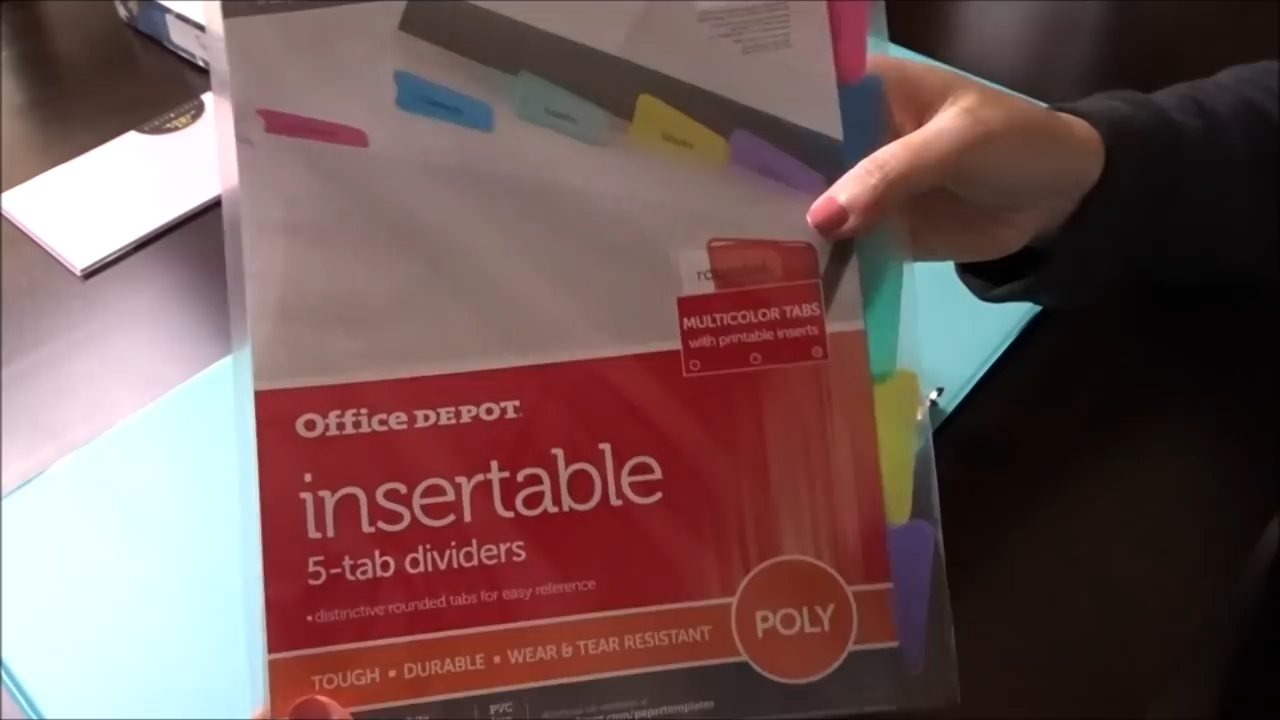 MULTICOLOR TABS
with printable inserts
Office DEPOT
insertable
5-tab dividers
• distinctive rounded tabs for easy reference
TOUGH ▪ DURABLE ▪ WEAR & TEAR RESISTANT
POLY
PVC